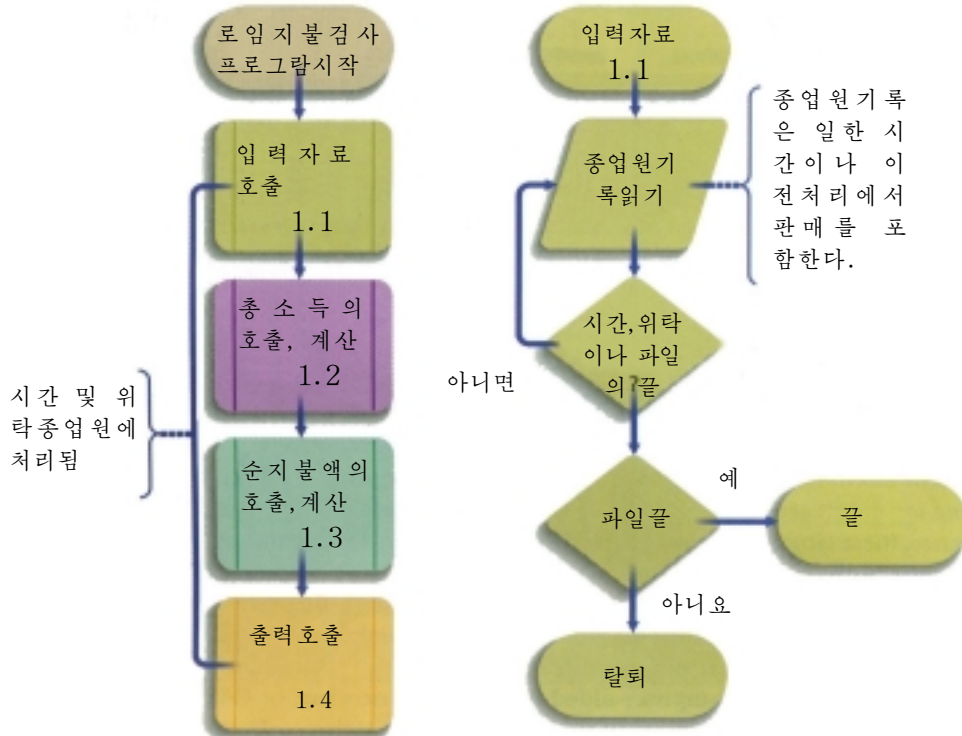 로임지불검사
프로그람시작
입력자료
호출
1.1
총소득의
호출, 계산
1.2
순지불액의
호출,계산
1.3
출력호출
1.4
시간 및 위
탁종업원에
처리됨
입력자료
1.1
종업원기
록읽기
종업원기록
은 일한 시
간이나 이
전처리에서
판매를 포
함한다.
시간,위탁
이나 파일
의?끝
아니면
파일끝
예
끝
아니요
탈퇴